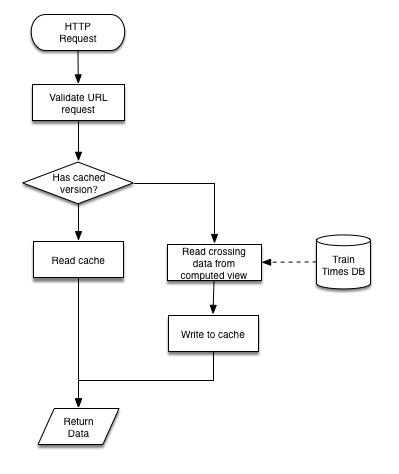 HTTP
Request
Validate URL
request
Has cached
version?
Read cache
Read crossing
data from
computed view
Train
Times DB
Write to cache
Return
Data